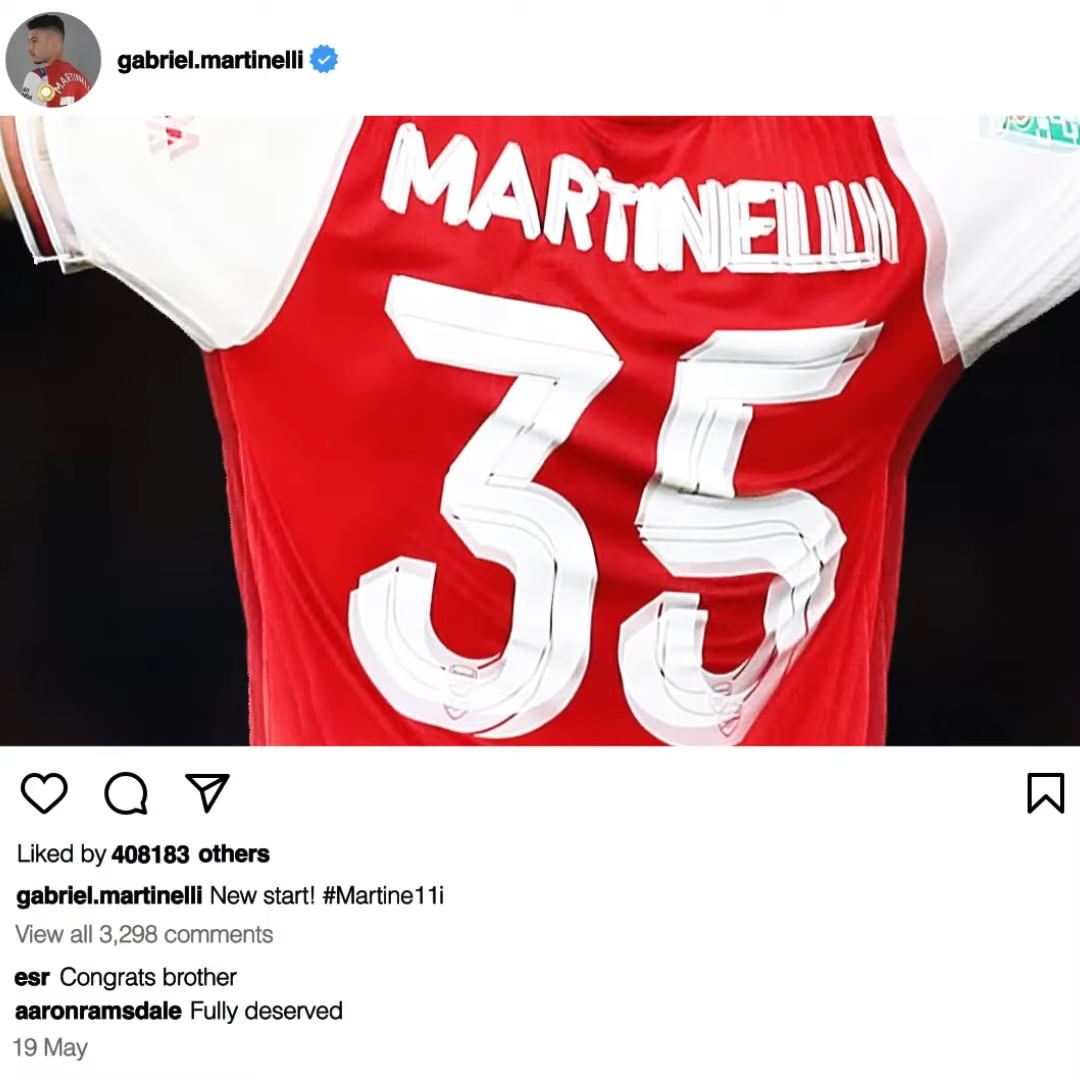 gabriel.martinelli
MARTINELLI
35
Liked by 408183 others
gabriel.martinelli New start! #Martine11i
View all 3,298 comments
esr Congrats brother
aaronramsdale Fully deserved
19 May